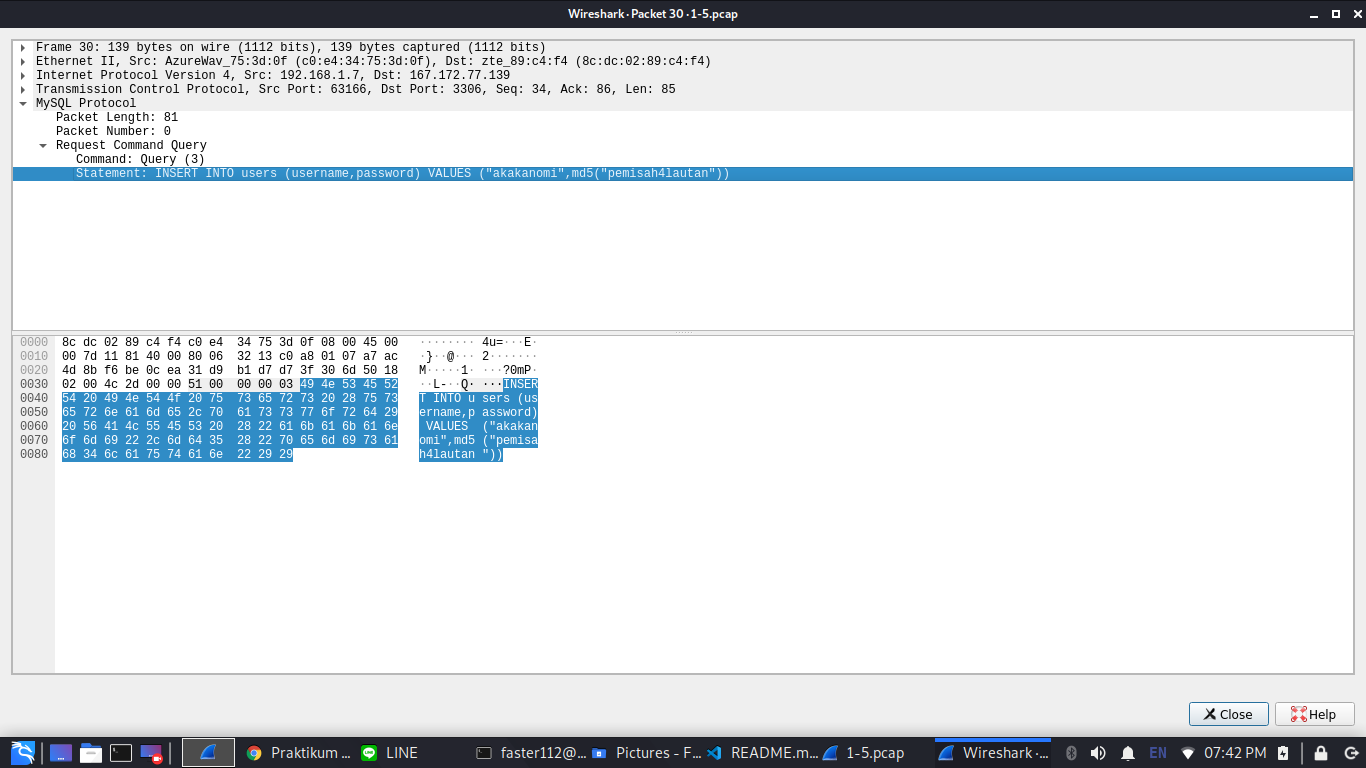 Wireshark · Packet 30 · 1-5.pcap
Frame 30: 139 bytes on wire (1112 bits), 139 bytes captured (1112 bits)
Ethernet II, Src: AzureWav_75:3d:0f (c0:e4:34:75:3d:0f), Dst: zte_89:c4:f4 (8c:dc:02:89:c4:f4)
Internet Protocol Version 4, Src: 192.168.1.7, Dst: 167.172.77.139
Transmission Control Protocol, Src Port: 63166, Dst Port: 3306, Seq: 34, Ack: 86, Len: 85
MySQL Protocol
Packet Length: 81
Packet Number: 0
Request Command Query
Command: Query (3)
Statement: INSERT INTO users (username,password) VALUES ("akakanomi",md5("pemisah4lautan"))
0000 8c dc 02 89 c4 f4 c0 e4 34 75 3d 0f 08 00 45 00 ········ 4u=···E·
0010 00 7d 11 81 40 00 80 06 32 13 c0 a8 01 07 a7 ac ·}··@··· 2·······
0020 4d 8b f6 be 0c ea 31 d9 b1 d7 d7 3f 30 6d 50 18 M·····1· ···?0mP·
0030 02 00 4c 2d 00 00 51 00 00 00 03 49 4e 53 45 52 ··L-··Q· ···INSER
0040 54 20 49 4e 54 4f 20 75 73 65 72 73 20 28 75 73 T INTO u sers (us
0050 65 72 6e 61 6d 65 2c 70 61 73 73 77 6f 72 64 29 ername,p assword)
0060 20 56 41 4c 55 45 53 20 28 22 61 6b 61 6b 61 6e VALUES ("akakan
0070 6f 6d 69 22 2c 6d 64 35 28 22 70 65 6d 69 73 61 omi",md5 ("pemisa
0080 68 34 6c 61 75 74 61 6e 22 29 29 h4lautan "))
Close Help
Praktikum ... LINE faster112@... Pictures - F... README.m... 1-5.pcap Wireshark ·... EN 07:42 PM